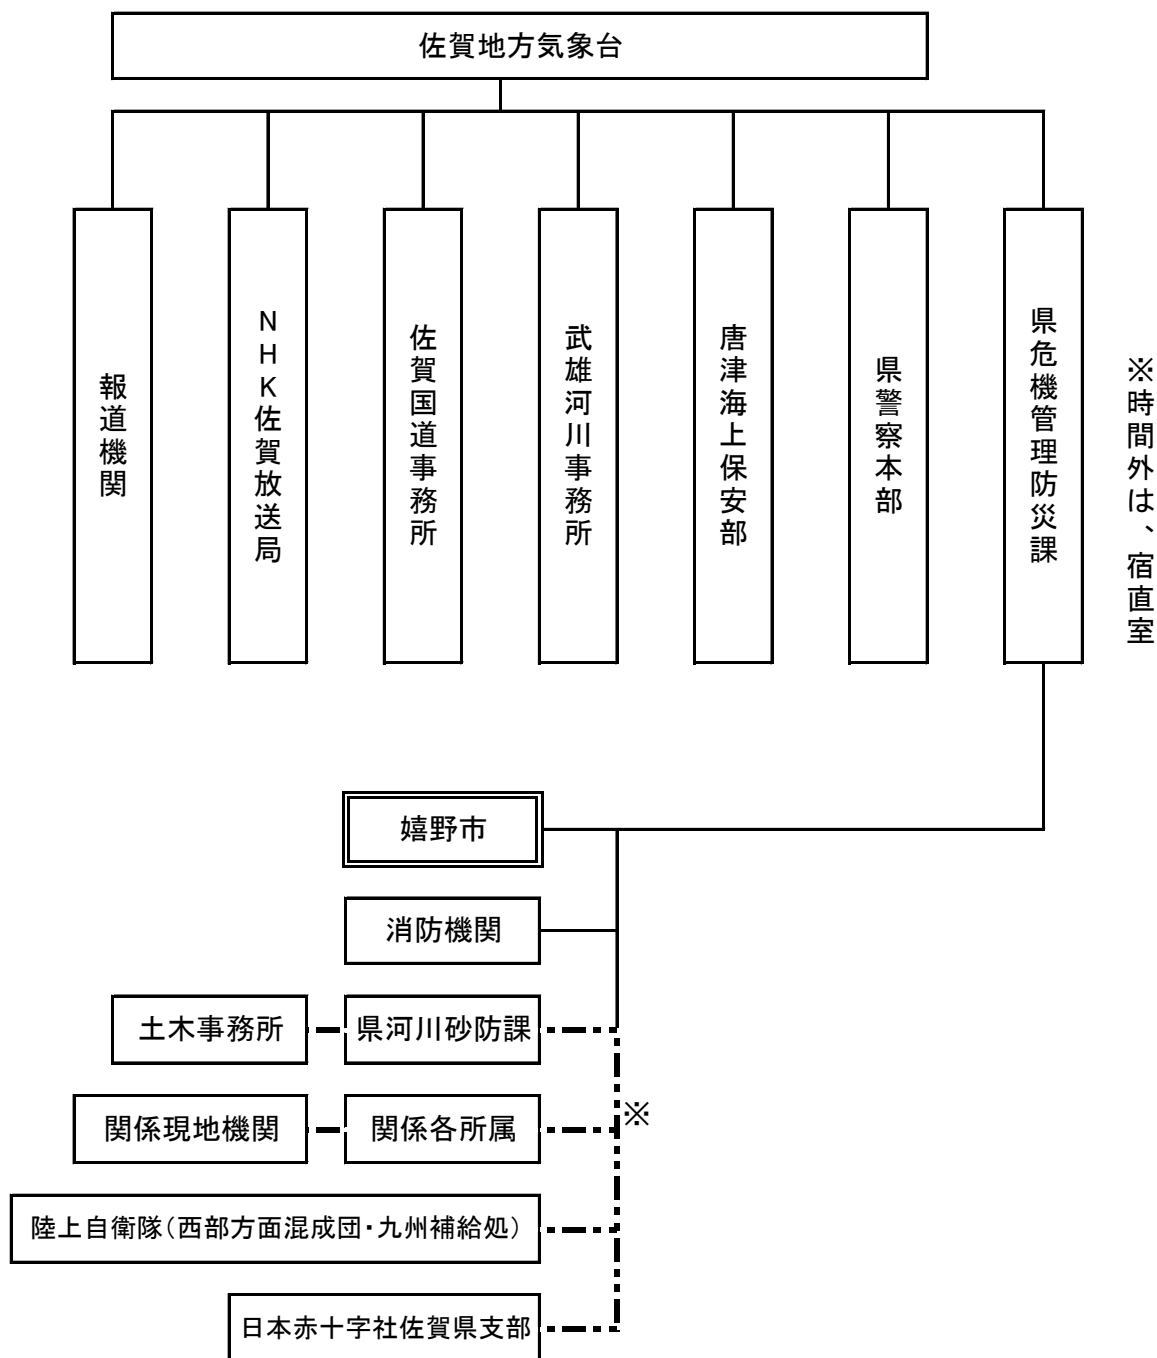 佐賀地方気象台
報道機関
NHK佐賀放送局
佐賀国道事務所
武雄河川事務所
唐津海上保安部
県警察本部
県危機管理防災課
※時間外は、宿直室
嬉野市
消防機関
土木事務所
県河川砂防課
関係現地機関
関係各所属
※
陸上自衛隊(西部方面混成団・九州補給処)
日本赤十字社佐賀県支部